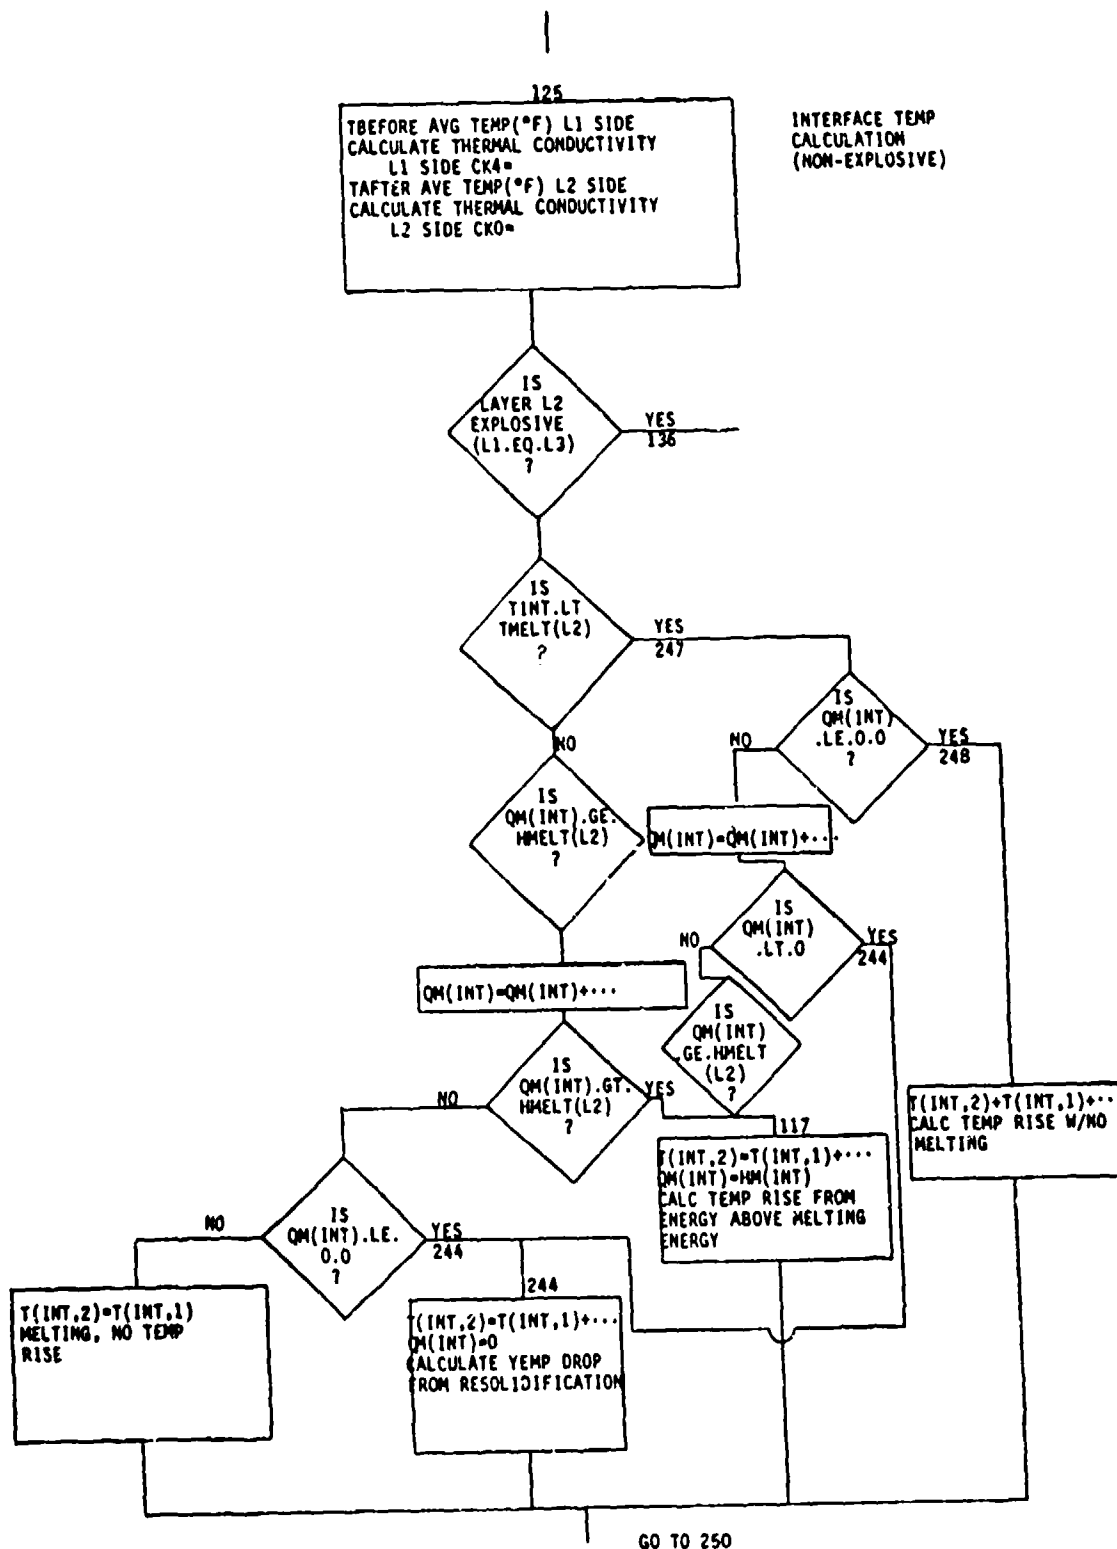 125
TBEFORE AVG TEMP(°F) L1 SIDE
CALCULATE THERMAL CONDUCTIVITY
L1 SIDE CK4=
TAFTER AVE TEMP(°F) L2 SIDE
CALCULATE THERMAL CONDUCTIVITY
L2 SIDE CK0=
INTERFACE TEMP
CALCULATION
(NON-EXPLOSIVE)
IS
LAYER L2
EXPLOSIVE
(L1.EQ.L3)
?
YES
136
IS
TINT.LT
TMELT(L2)
?
YES
247
NO
IS
QM(INT)
.LE.0.0
?
NO
YES
248
IS
QM(INT).GE.
HMELT(L2)
?
QM(INT)=QM(INT)+···
IS
QM(INT)
.LT.0
NO
YES
244
QM(INT)=QM(INT)+···
IS
QM(INT)
.GE.HMELT
(L2)
?
IS
QM(INT).GT.
HMELT(L2)
?
NO
YES
T(INT,2)+T(INT,1)+··
CALC TEMP RISE W/NO
MELTING
117
T(INT,2)=T(INT,1)+···
QM(INT)=HM(INT)
CALC TEMP RISE FROM
ENERGY ABOVE MELTING
ENERGY
IS
QM(INT).LE.
0.0
?
NO
YES
244
T(INT,2)=T(INT,1)
MELTING, NO TEMP
RISE
244
T(INT,2)=T(INT,1)+···
QM(INT)=0
CALCULATE YEMP DROP
FROM RESOLIDIFICATION
GO TO 250